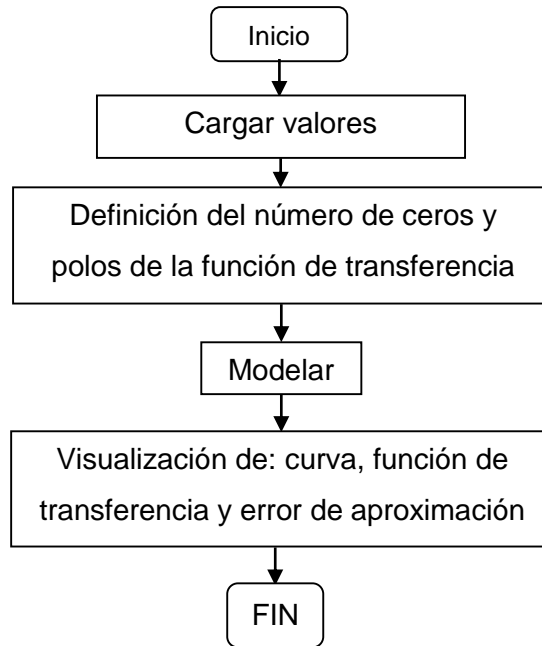 Inicio
Cargar valores
Definición del número de ceros y
polos de la función de transferencia
Modelar
Visualización de: curva, función de
transferencia y error de aproximación
FIN